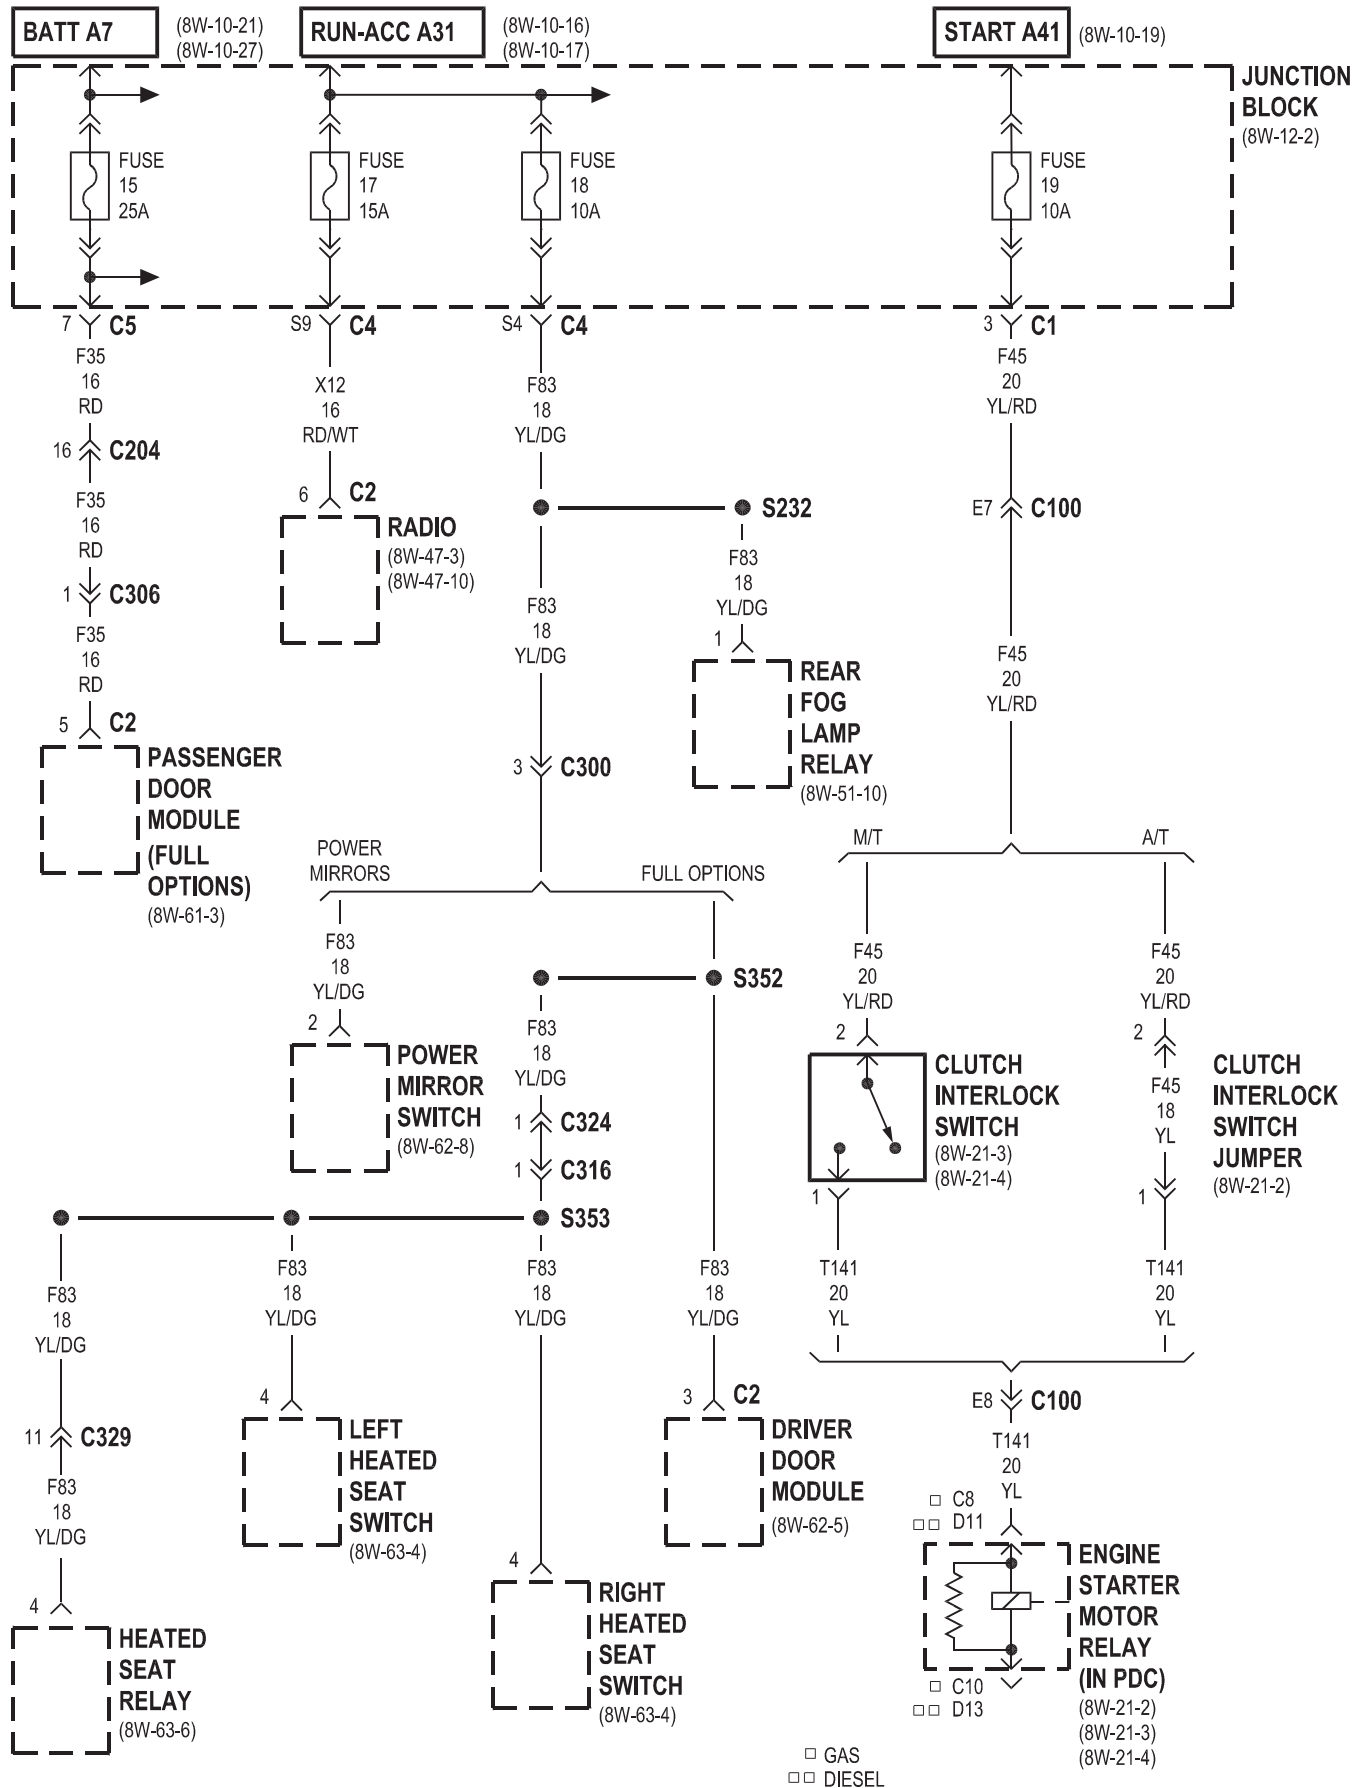 BATT A7
(8W-10-21)
(8W-10-27)
RUN-ACC A31
(8W-10-16)
(8W-10-17)
START A41
(8W-10-19)
JUNCTION
BLOCK
(8W-12-2)
FUSE
15
25A
FUSE
17
15A
FUSE
18
10A
FUSE
19
10A
7 C5
S9 C4
S4 C4
3 C1
F35
16
RD
X12
16
RD/WT
F83
18
YL/DG
F45
20
YL/RD
16 C204
6 C2
RADIO
(8W-47-3)
(8W-47-10)
S232
E7 C100
F35
16
RD
F83
18
YL/DG
1 C306
F83
18
YL/DG
1
F35
16
RD
F45
20
YL/RD
5 C2
PASSENGER
DOOR
MODULE
(FULL
OPTIONS)
(8W-61-3)
3 C300
REAR
FOG
LAMP
RELAY
(8W-51-10)
M/T
A/T
POWER
MIRRORS
FULL OPTIONS
F83
18
YL/DG
2
POWER
MIRROR
SWITCH
(8W-62-8)
S352
F83
18
YL/DG
1 C324
1 C316
S353
F45
20
YL/RD
2
CLUTCH
INTERLOCK
SWITCH
(8W-21-3)
(8W-21-4)
1
F45
20
YL/RD
2
F45
18
YL
1
CLUTCH
INTERLOCK
SWITCH
JUMPER
(8W-21-2)
F83
18
YL/DG
F83
18
YL/DG
F83
18
YL/DG
F83
18
YL/DG
T141
20
YL
T141
20
YL
11 C329
F83
18
YL/DG
4
HEATED
SEAT
RELAY
(8W-63-6)
4
LEFT
HEATED
SEAT
SWITCH
(8W-63-4)
4
RIGHT
HEATED
SEAT
SWITCH
(8W-63-4)
3 C2
DRIVER
DOOR
MODULE
(8W-62-5)
E8 C100
T141
20
YL
□ C8
□□ D11
ENGINE
STARTER
MOTOR
RELAY
(IN PDC)
(8W-21-2)
(8W-21-3)
(8W-21-4)
□ C10
□□ D13
□ GAS
□□ DIESEL